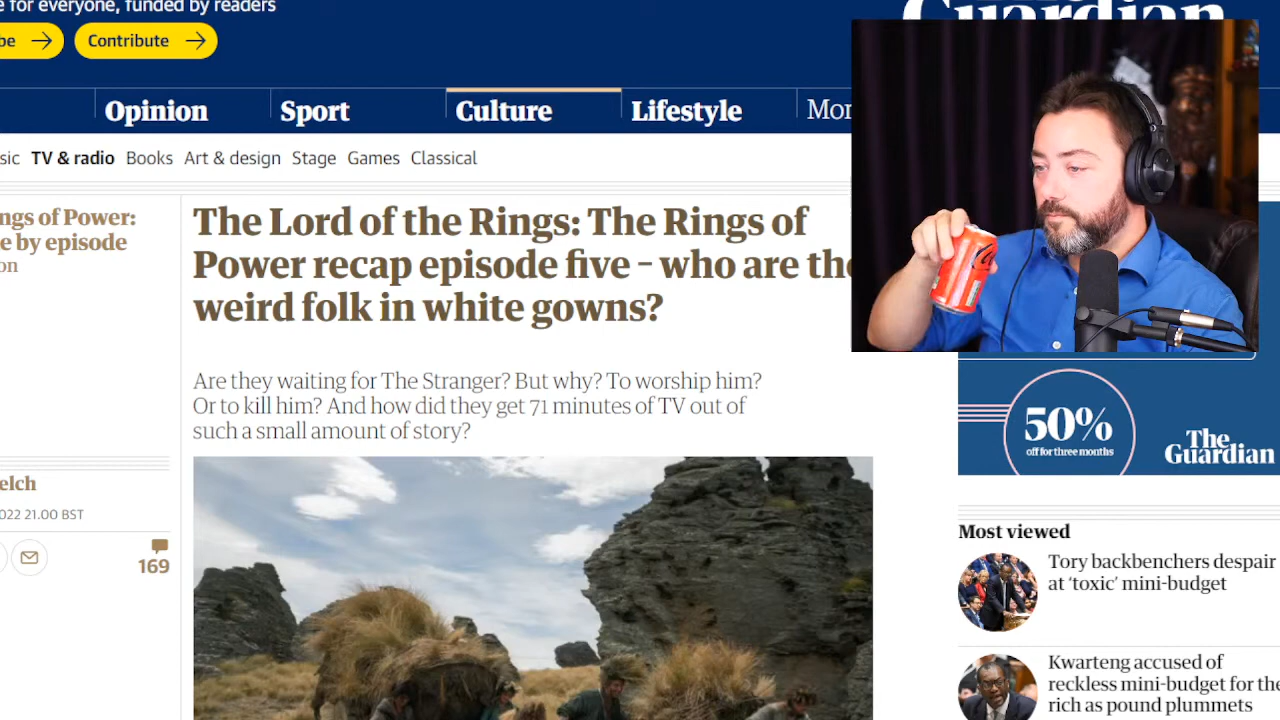 e for everyone, funded by readers
Guardian
be → Contribute →
Opinion Sport Culture Lifestyle Mor
sic TV & radio Books Art & design Stage Games Classical
ngs of Power:
e by episode
on
The Lord of the Rings: The Rings of
Power recap episode five – who are the
weird folk in white gowns?
Are they waiting for The Stranger? But why? To worship him?
Or to kill him? And how did they get 71 minutes of TV out of
such a small amount of story?
elch
022 21.00 BST
169
50%
off for three months
The
Guardian
Most viewed
Tory backbenchers despair
at ‘toxic’ mini-budget
Kwarteng accused of
reckless mini-budget for the
rich as pound plummets